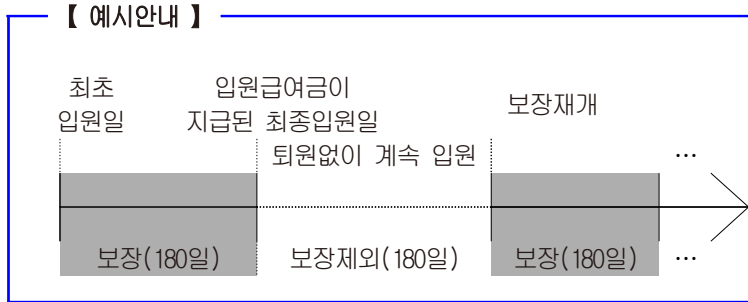 【 예시안내 】
최초 입원급여금이
보장재개
입원일 지급된 최종입원일
퇴원없이 계속 입원 …
보장(180일) 보장제외(180일) 보장(180일) …